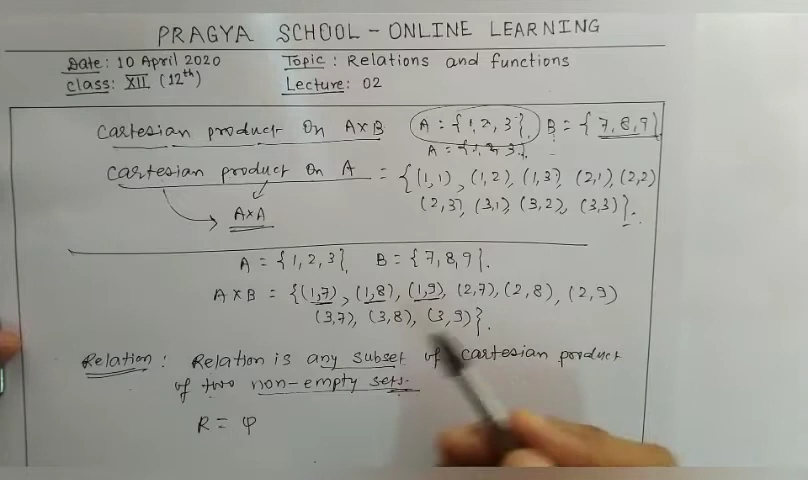 PRAGYA SCHOOL - ONLINE LEARNING
Date: 10 April 2020 Topic: Relations and functions
Class: XII (12th) Lecture: 02
Cartesian product On A×B A = {1, 2, 3}, B = {7, 8, 9}
A = {1, 2, 3}.
Cartesian product On A = {(1,1), (1,2), (1,3), (2,1), (2,2)
(2,3), (3,1), (3,2), (3,3)}.
A×A
A = {1, 2, 3}, B = {7, 8, 9}.
A×B = {(1,7), (1,8), (1,9), (2,7), (2,8), (2,9)
(3,7), (3,8), (3,9)}.
Relation: Relation is any subset of cartesian product
of two non-empty sets.
R = φ